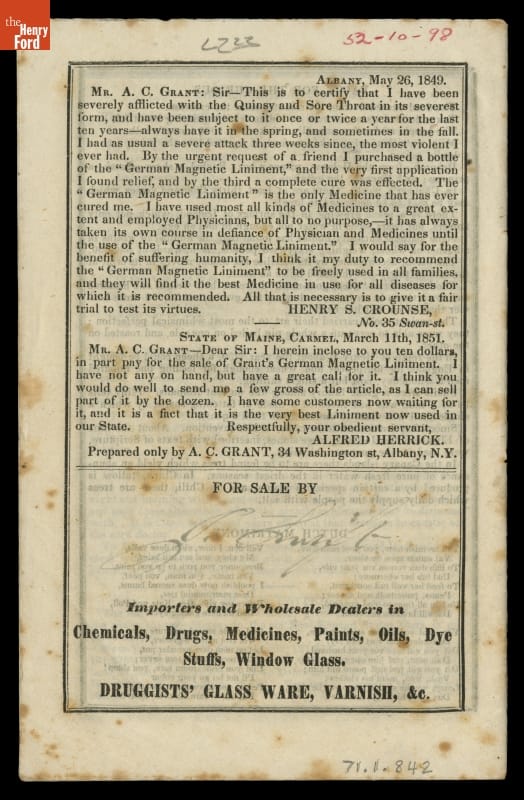 the
Henry
Ford
52-10-98
ALBANY, May 26, 1849.
MR. A. C. GRANT: Sir—This is to certify that I have been
severely afflicted with the Quinsy and Sore Throat in its severest
form, and have been subject to it once or twice a year for the last
ten years—always have it in the spring, and sometimes in the fall.
I had as usual a severe attack three weeks since, the most violent I
ever had. By the urgent request of a friend I purchased a bottle
of the "German Magnetic Liniment," and the very first application
I found relief, and by the third a complete cure was effected. The
"German Magnetic Liniment" is the only Medicine that has ever
cured me. I have used most all kinds of Medicines to a great ex-
tent and employed Physicians, but all to no purpose,—it has always
taken its own course in defiance of Physician and Medicines until
the use of the "German Magnetic Liniment." I would say for the
benefit of suffering humanity, I think it my duty to recommend
the "German Magnetic Liniment" to be freely used in all families,
and they will find it the best Medicine in use for all diseases for
which it is recommended. All that is necessary is to give it a fair
trial to test its virtues. HENRY S. CROUNSE,
No. 35 Swan-st.
STATE OF MAINE, CARMEL, March 11th, 1851.
MR. A. C. GRANT—Dear Sir: I herein inclose to you ten dollars,
in part pay for the sale of Grant's German Magnetic Liniment. I
have not any on hand, but have a great call for it. I think you
would do well to send me a few gross of the article, as I can sell
part of it by the dozen. I have some customers now waiting for
it, and it is a fact that it is the very best Liniment now used in
our State. Respectfully, your obedient servant,
ALFRED HERRICK.
Prepared only by A. C. GRANT, 34 Washington st, Albany, N.Y.
FOR SALE BY
Importers and Wholesale Dealers in
Chemicals, Drugs, Medicines, Paints, Oils, Dye
Stuffs, Window Glass.
DRUGGISTS' GLASS WARE, VARNISH, &c.
71.1.842